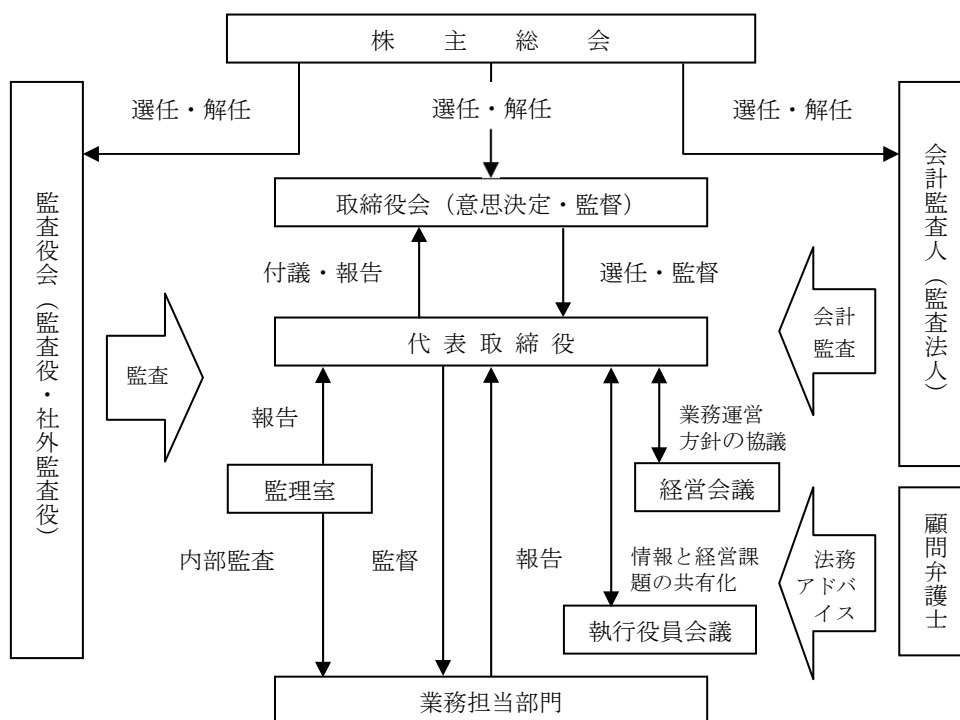 株　主　総　会
選任・解任
選任・解任
選任・解任
監査役会（監査役・社外監査役）
会計監査人（監査法人）
取締役会（意思決定・監督）
付議・報告
選任・監督
代 表 取 締 役
監査
会計
監査
報告
業務運営
方針の協議
監理室
経営会議
内部監査
監督
報告
情報と経営課
題の共有化
法務
アドバ
イス
顧問弁護士
執行役員会議
業務担当部門